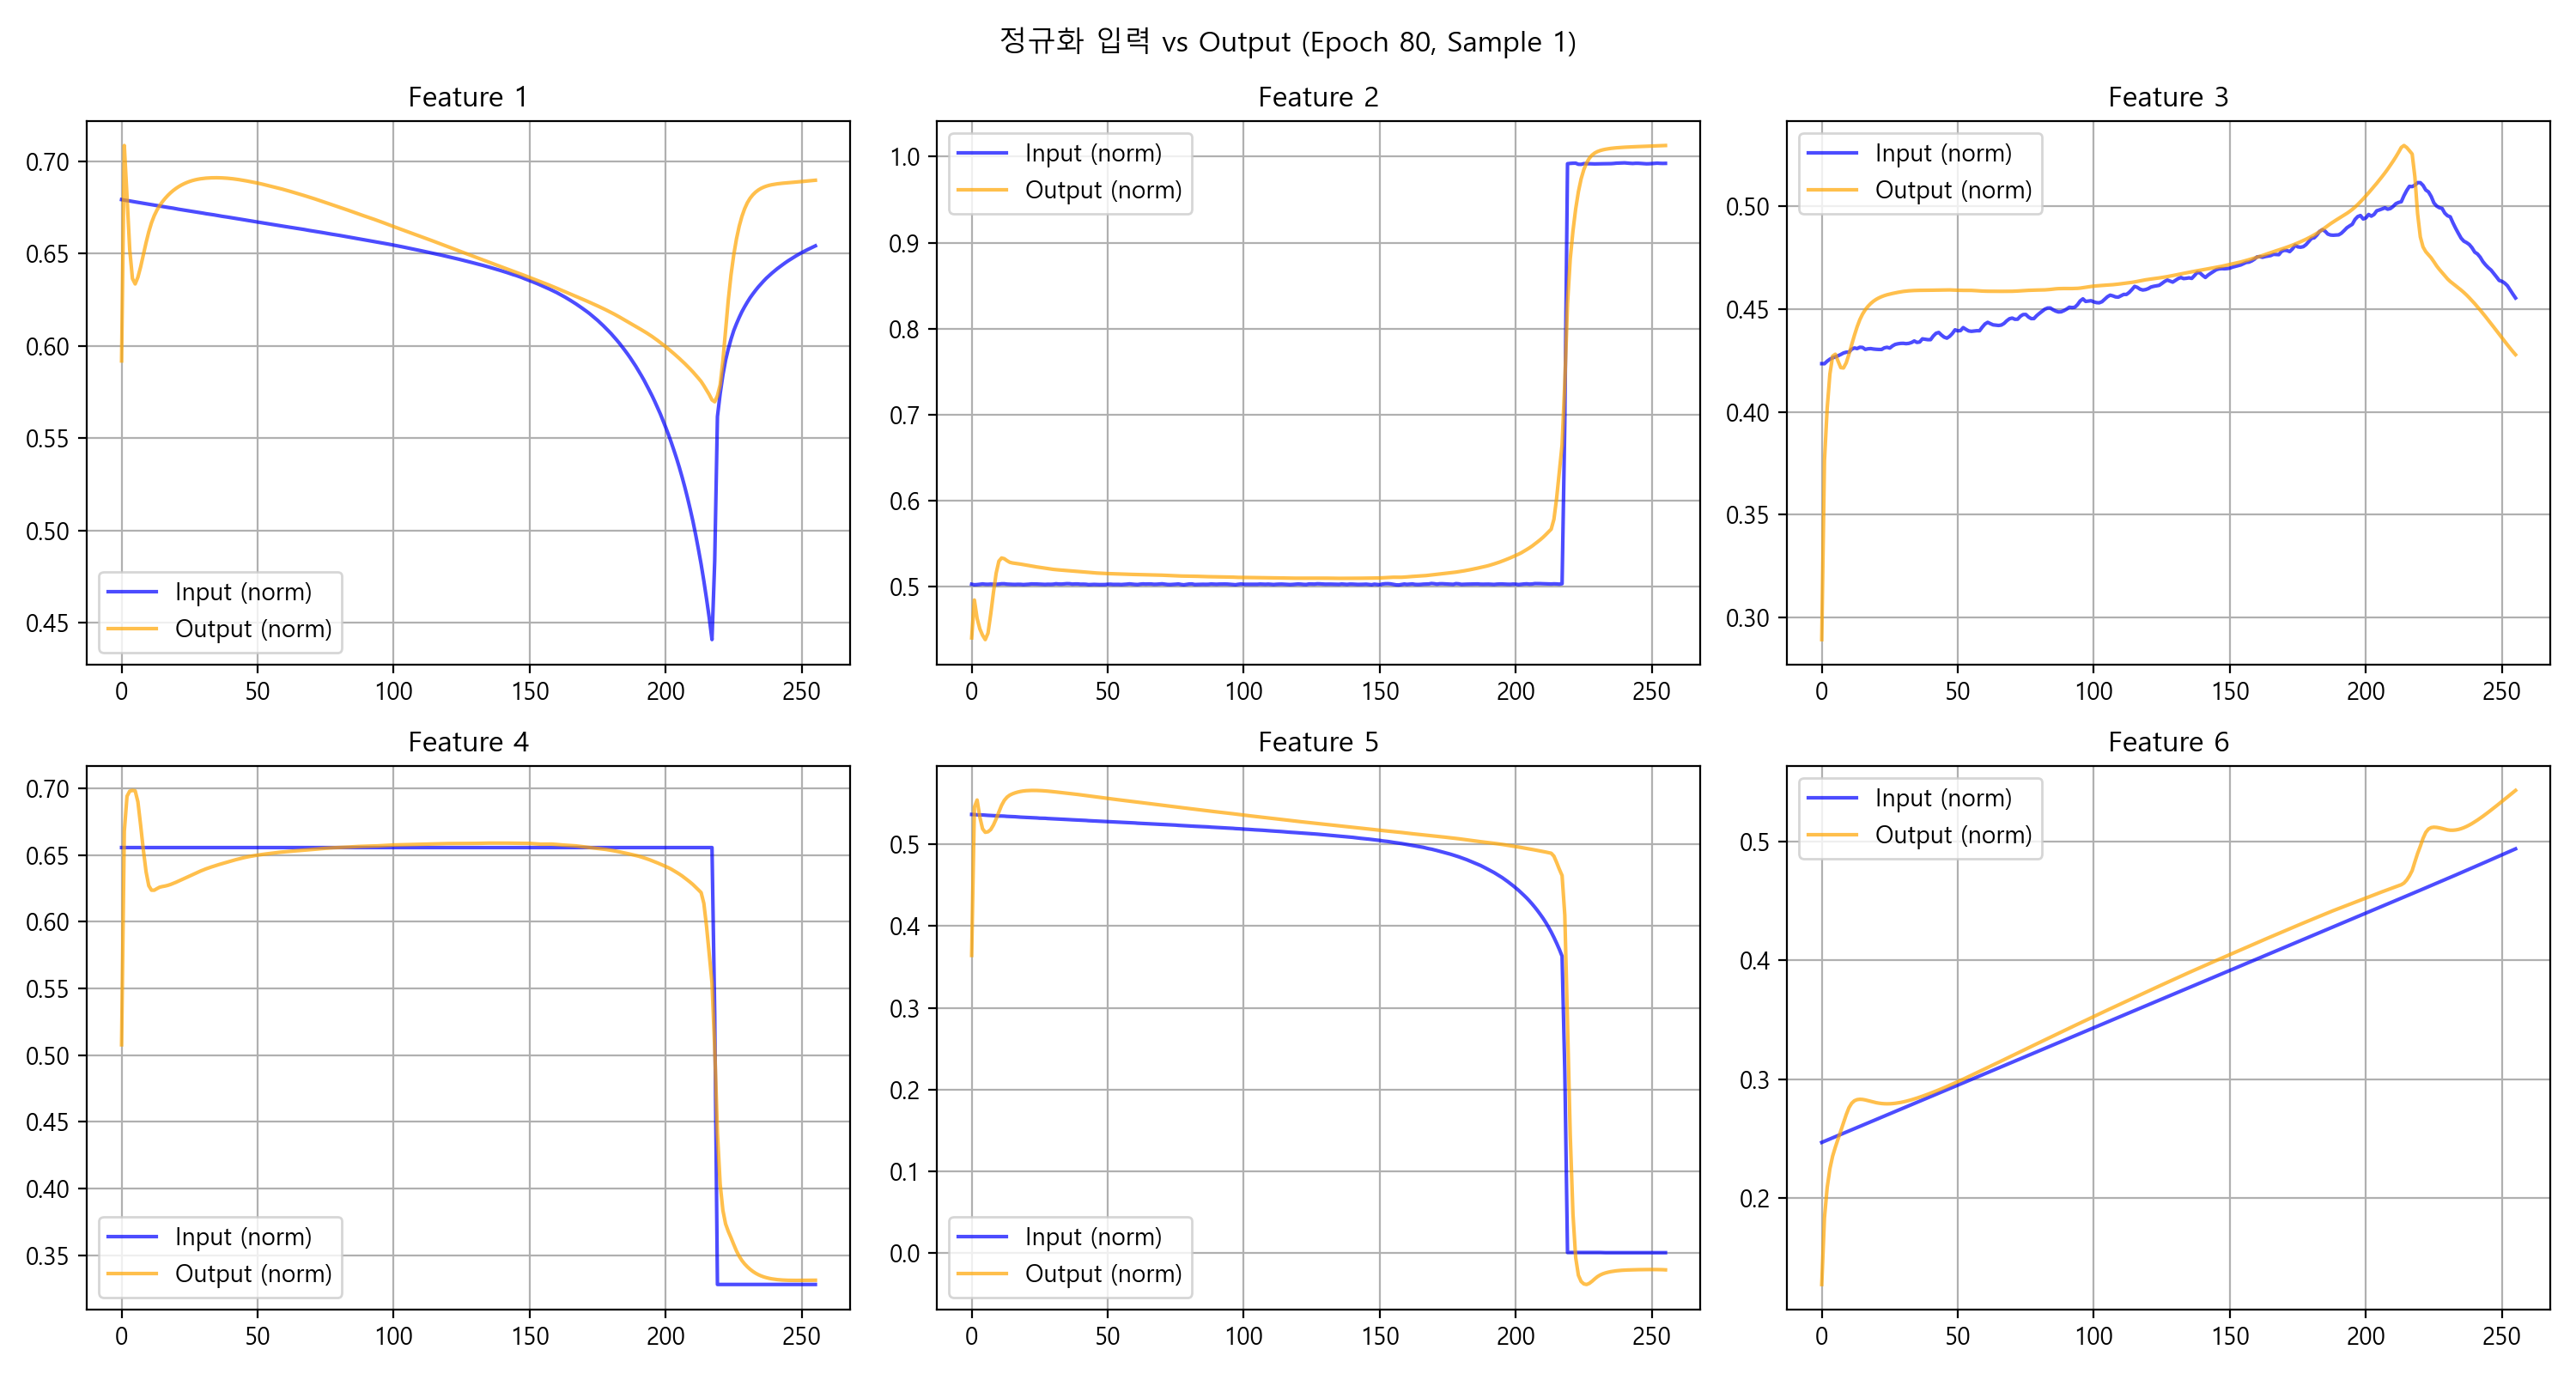 정규화 입력 vs Output (Epoch 80, Sample 1)
Feature 1
0.70
0.65
0.60
0.55
0.50
0.45
Input (norm)
Output (norm)
0 50 100 150 200 250
Feature 2
1.0
0.9
0.8
0.7
0.6
0.5
Input (norm)
Output (norm)
0 50 100 150 200 250
Feature 3
0.50
0.45
0.40
0.35
0.30
Input (norm)
Output (norm)
0 50 100 150 200 250
Feature 4
0.70
0.65
0.60
0.55
0.50
0.45
0.40
0.35
Input (norm)
Output (norm)
0 50 100 150 200 250
Feature 5
0.5
0.4
0.3
0.2
0.1
0.0
Input (norm)
Output (norm)
0 50 100 150 200 250
Feature 6
0.5
0.4
0.3
0.2
Input (norm)
Output (norm)
0 50 100 150 200 250